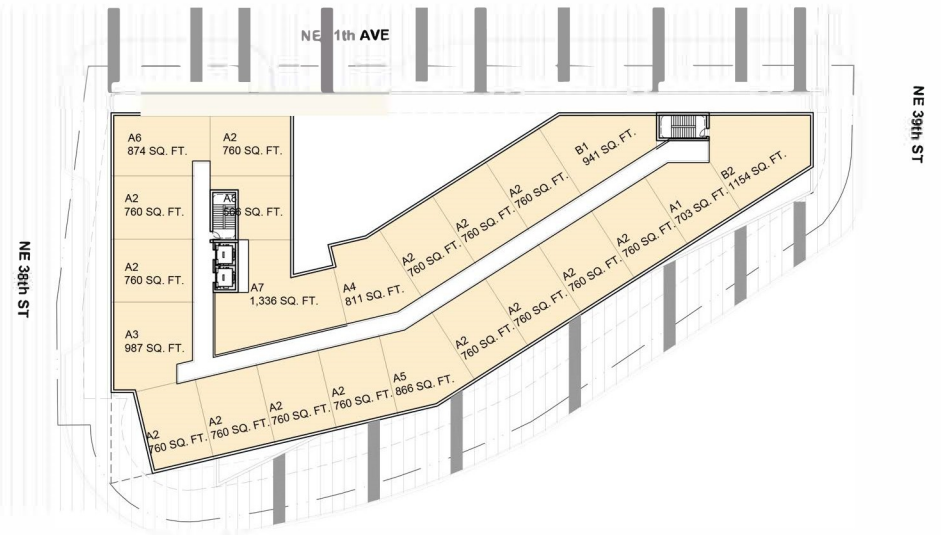 NE 1th AVE
A6
874 SQ. FT.
A2
760 SQ. FT.
A2
760 SQ. FT.
A8
566 SQ. FT.
A2
760 SQ. FT.
A7
1,336 SQ. FT.
A3
987 SQ. FT.
A4
811 SQ. FT.
A2
760 SQ. FT.
A2
760 SQ. FT.
A2
760 SQ. FT.
B1
941 SQ. FT.
B2
1154 SQ. FT.
A1
703 SQ. FT.
A2
760 SQ. FT.
A2
760 SQ. FT.
A2
760 SQ. FT.
A2
760 SQ. FT.
A5
866 SQ. FT.
A2
760 SQ. FT.
A2
760 SQ. FT.
A2
760 SQ. FT.
A2
760 SQ. FT.
NE 38th ST
NE 39th ST